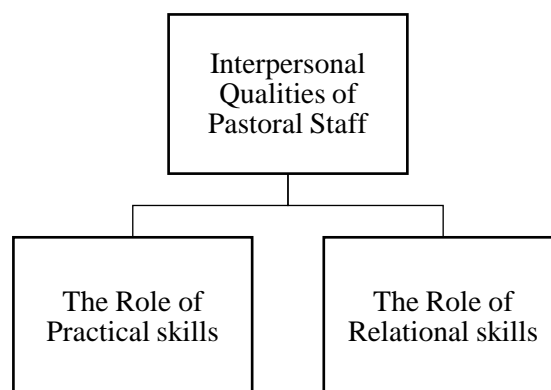 Interpersonal
Qualities of
Pastoral Staff
The Role of
Practical skills
The Role of
Relational skills